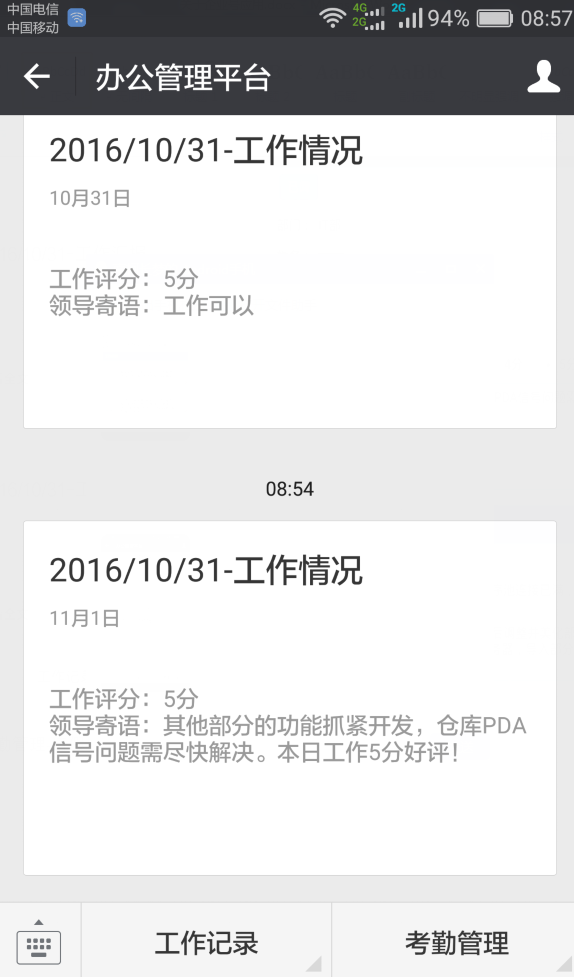 中国电信
中国移动
4G
2G
2G
94%
08:57
办公管理平台
2016/10/31-工作情况
10月31日
工作评分：5分
领导寄语：工作可以
08:54
2016/10/31-工作情况
11月1日
工作评分：5分
领导寄语：其他部分的功能抓紧开发，仓库PDA
信号问题需尽快解决。本日工作5分好评！
工作记录
考勤管理